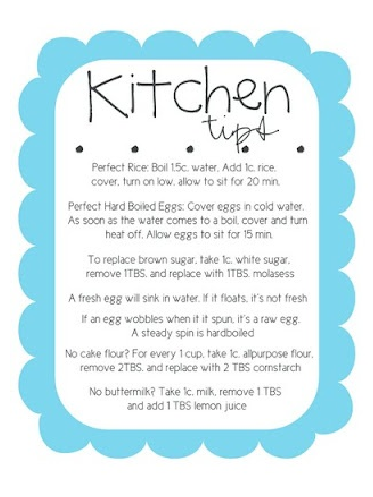 Kitchen
tips
Perfect Rice: Boil 1.5c. water, Add 1c. rice,
cover, turn on low, allow to sit for 20 min.
Perfect Hard Boiled Eggs: Cover eggs in cold water.
As soon as the water comes to a boil, cover and turn
heat off. Allow eggs to sit for 15 min.
To replace brown sugar, take 1c. white sugar,
remove 1TBS. and replace with 1TBS. molasess
A fresh egg will sink in water. If it floats, it's not fresh
If an egg wobbles when it it spun, it's a raw egg.
A steady spin is hardboiled
No cake flour? For every 1 cup, take 1c. allpurpose flour,
remove 2TBS. and replace with 2 TBS cornstarch
No buttermilk? Take 1c. milk, remove 1 TBS
and add 1 TBS lemon juice